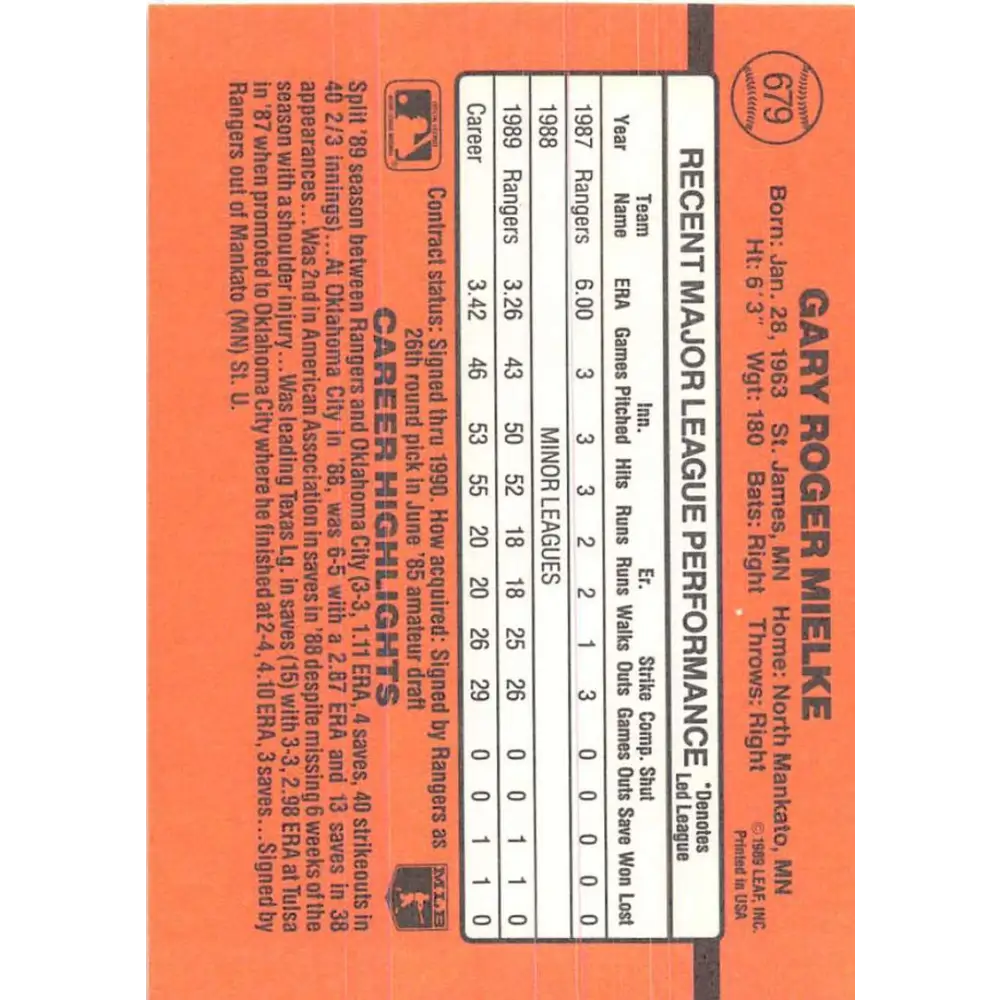 679
GARY ROGER MIELKE
Born: Jan. 28, 1963 St. James, MN Home: North Mankato, MN
Ht: 6'3" Wgt: 180 Bats: Right Throws: Right
© 1989 LEAF, INC.
Printed in USA
RECENT MAJOR LEAGUE PERFORMANCE *Denotes Led League
Team Inn. Er. Strike Comp. Shut
Year Name ERA Games Pitched Hits Runs Runs Walks Outs Games Outs Save Won Lost
1987 Rangers 6.00 3 3 3 2 2 1 3 0 0 0 0 0
1988 MINOR LEAGUES
1989 Rangers 3.26 43 50 52 18 18 25 26 0 0 1 1 0
Career 3.42 46 53 55 20 20 26 29 0 0 1 1 0
Contract status: Signed thru 1990. How acquired: Signed by Rangers as
26th round pick in June '85 amateur draft
MLB
CAREER HIGHLIGHTS
Split '89 season between Rangers and Oklahoma City (3-3, 1.11 ERA, 4 saves, 40 strikeouts in
40 2/3 innings)...At Oklahoma City in '88, was 6-5 with a 2.87 ERA and 13 saves in 38
appearances...Was 2nd in American Association in saves in '88 despite missing 6 weeks of the
season with a shoulder injury...Was leading Texas Lg. in saves (15) with 3-3, 2.98 ERA at Tulsa
in '87 when promoted to Oklahoma City where he finished at 2-4, 4.10 ERA, 3 saves...Signed by
Rangers out of Mankato (MN) St. U.